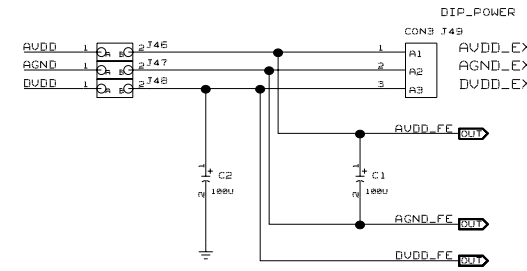 DIP_POWER
CON3 J49
AVDD 1 A B 2 J46 1 A1 AVDD_EX
AGND 1 A B 2 J47 2 A2 AGND_EX
DVDD 1 A B 2 J48 3 A3 DVDD_EX
AVDD_FE OUT
1 + C2 1 + C1
2 100U 2 100U
AGND_FE OUT
DVDD_FE OUT